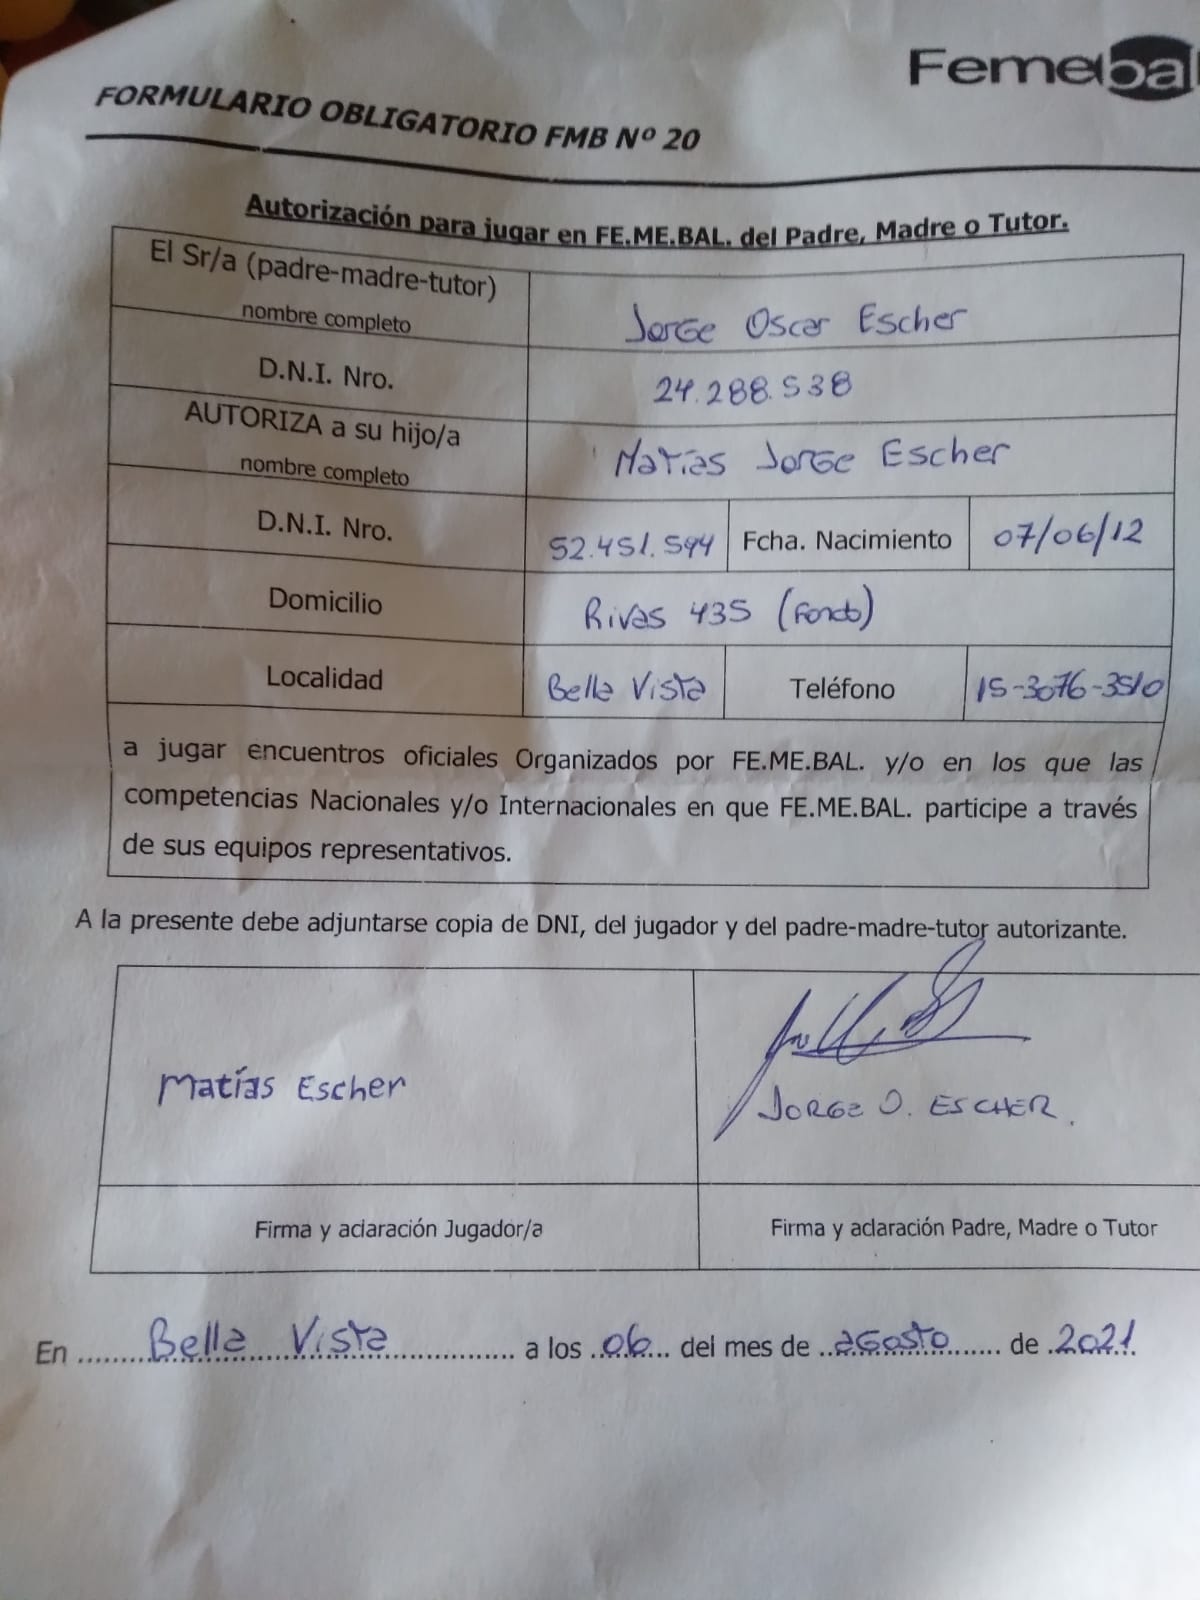 Femebal
FORMULARIO OBLIGATORIO FMB Nº 20
Autorización para jugar en FE.ME.BAL. del Padre, Madre o Tutor.
El Sr/a (padre-madre-tutor)
nombre completo
Jorge Oscar Escher
D.N.I. Nro.
24.288.538
AUTORIZA a su hijo/a
nombre completo
Matías Jorge Escher
D.N.I. Nro.
52.451.594
Fcha. Nacimiento
07/06/12
Domicilio
Rivas 435 (Fondo)
Localidad
Bella Vista
Teléfono
15-3076-3510
a jugar encuentros oficiales Organizados por FE.ME.BAL. y/o en los que las
competencias Nacionales y/o Internacionales en que FE.ME.BAL. participe a través
de sus equipos representativos.
A la presente debe adjuntarse copia de DNI, del jugador y del padre-madre-tutor autorizante.
Matías Escher
JORGE O. ESCHER.
Firma y aclaración Jugador/a
Firma y aclaración Padre, Madre o Tutor
En Bella Vista a los 06 del mes de agosto de 2021